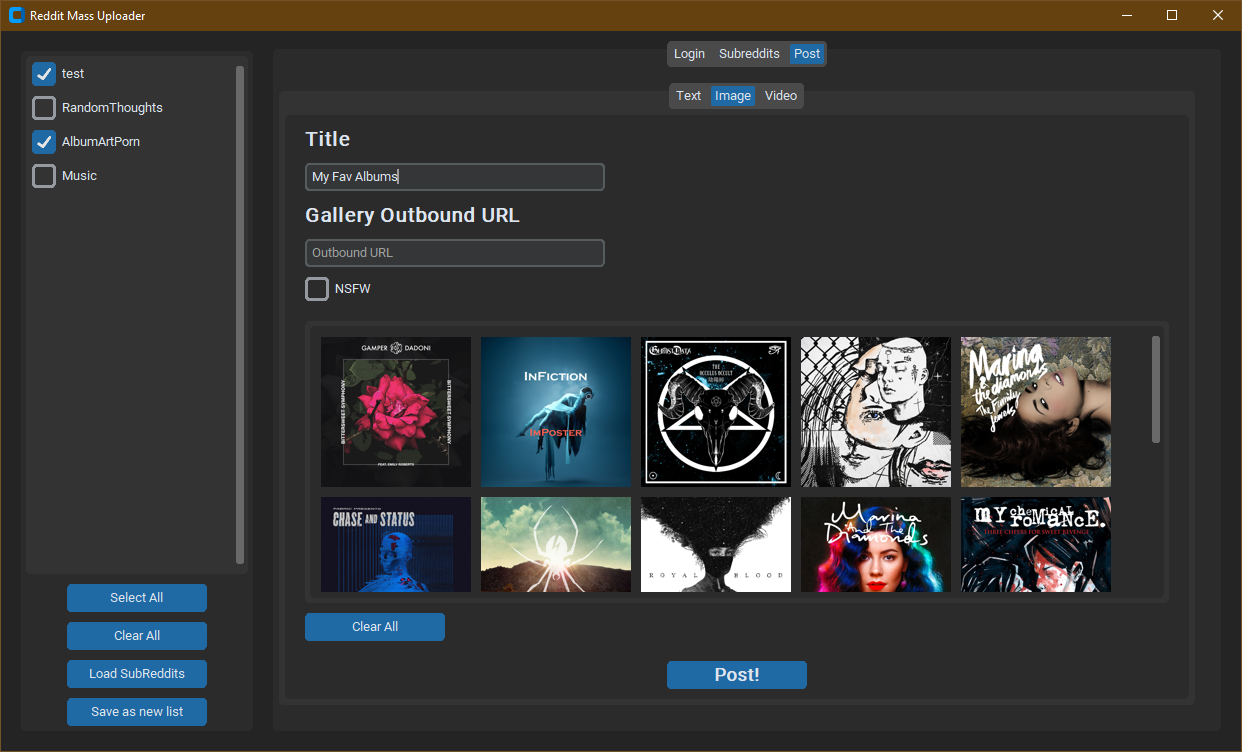 Reddit Mass Uploader
test
RandomThoughts
AlbumArtPorn
Music
Select All
Clear All
Load SubReddits
Save as new list
Login Subreddits Post
Text Image Video
Title
My Fav Albums
Gallery Outbound URL
Outbound URL
NSFW
GAMPER DADONI
BITTERSWEET SYMPHONY
BITTERSWEET SYMPHONY
FEAT. EMILY ROBERTS
INFICTION
IMPOSTER
THE
OCCULUS OCCULT
Marina
& the diamonds
The Family
jewels
CHASE AND STATUS
ROYAL BLOOD
Marina
And The
Diamonds
MY CHEMICAL
ROMANCE.
THREE CHEERS FOR SWEET REVENGE
Clear All
Post!